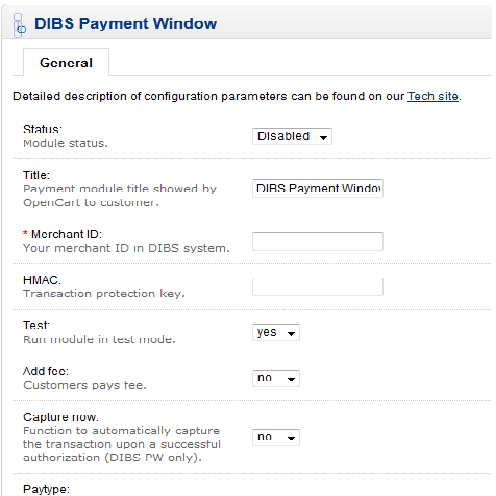 DIBS Payment Window
General
Detailed description of configuration parameters can be found on our Tech site.
Status:
Module status.
Disabled
Title:
Payment module title showed by
OpenCart to customer.
DIBS Payment Windov
* Merchant ID:
Your merchant ID in DIBS system.
HMAC:
Transaction protection key.
Test:
Run module in test mode.
yes
Add fee:
Customers pays fee.
no
Capture now:
Function to automatically capture
the transaction upon a successful
authorization (DIBS PW only).
no
Paytype: